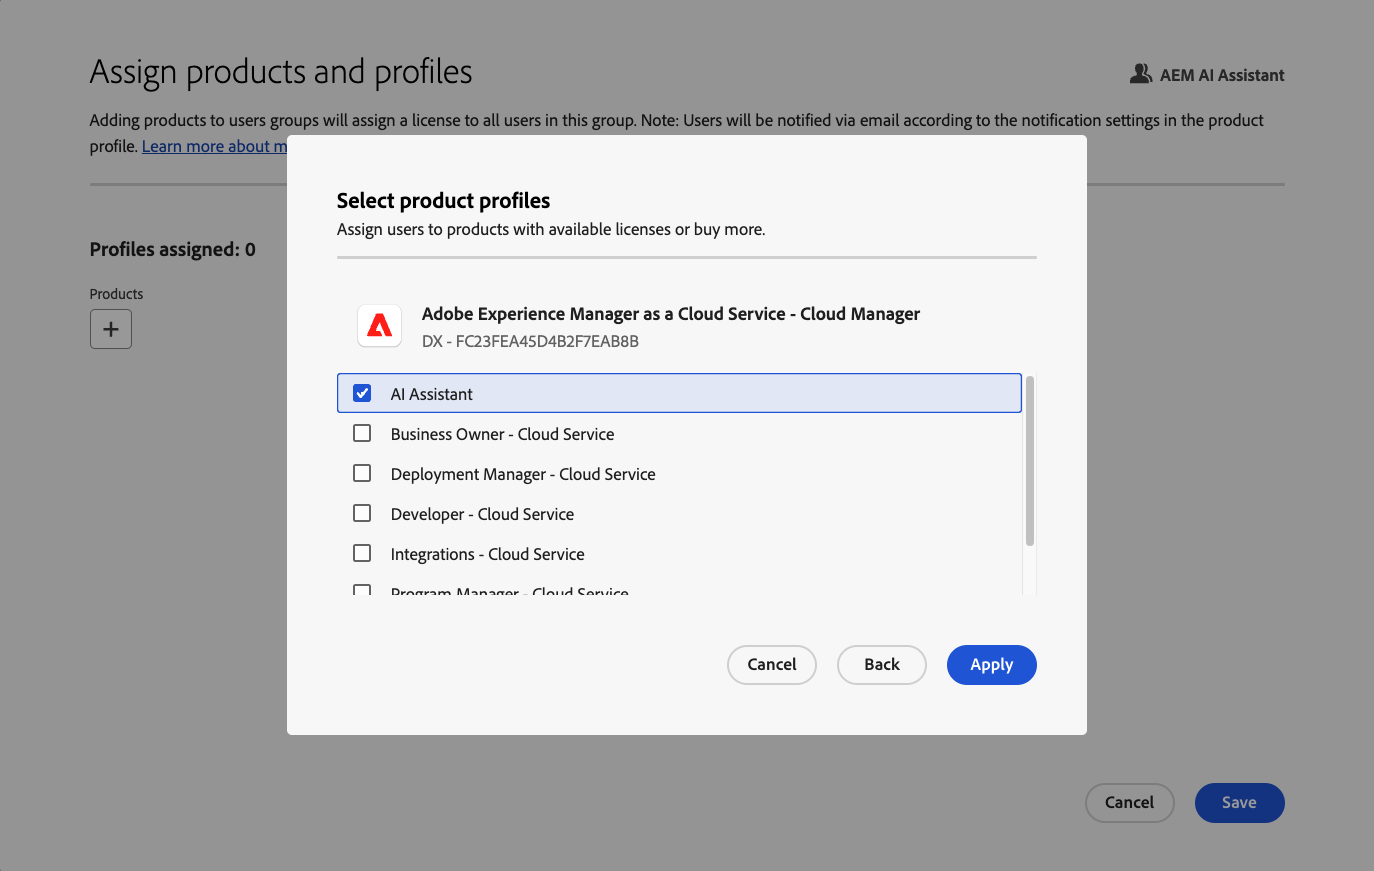 Assign products and profiles
AEM AI Assistant
Adding products to users groups will assign a license to all users in this group. Note: Users will be notified via email according to the notification settings in the product
profile. Learn more about m
Profiles assigned: 0
Products
Select product profiles
Assign users to products with available licenses or buy more.
Adobe Experience Manager as a Cloud Service - Cloud Manager
DX - FC23FEA45D4B2F7EAB8B
AI Assistant
Business Owner - Cloud Service
Deployment Manager - Cloud Service
Developer - Cloud Service
Integrations - Cloud Service
Program Manager - Cloud Service
Cancel
Back
Apply
Cancel
Save